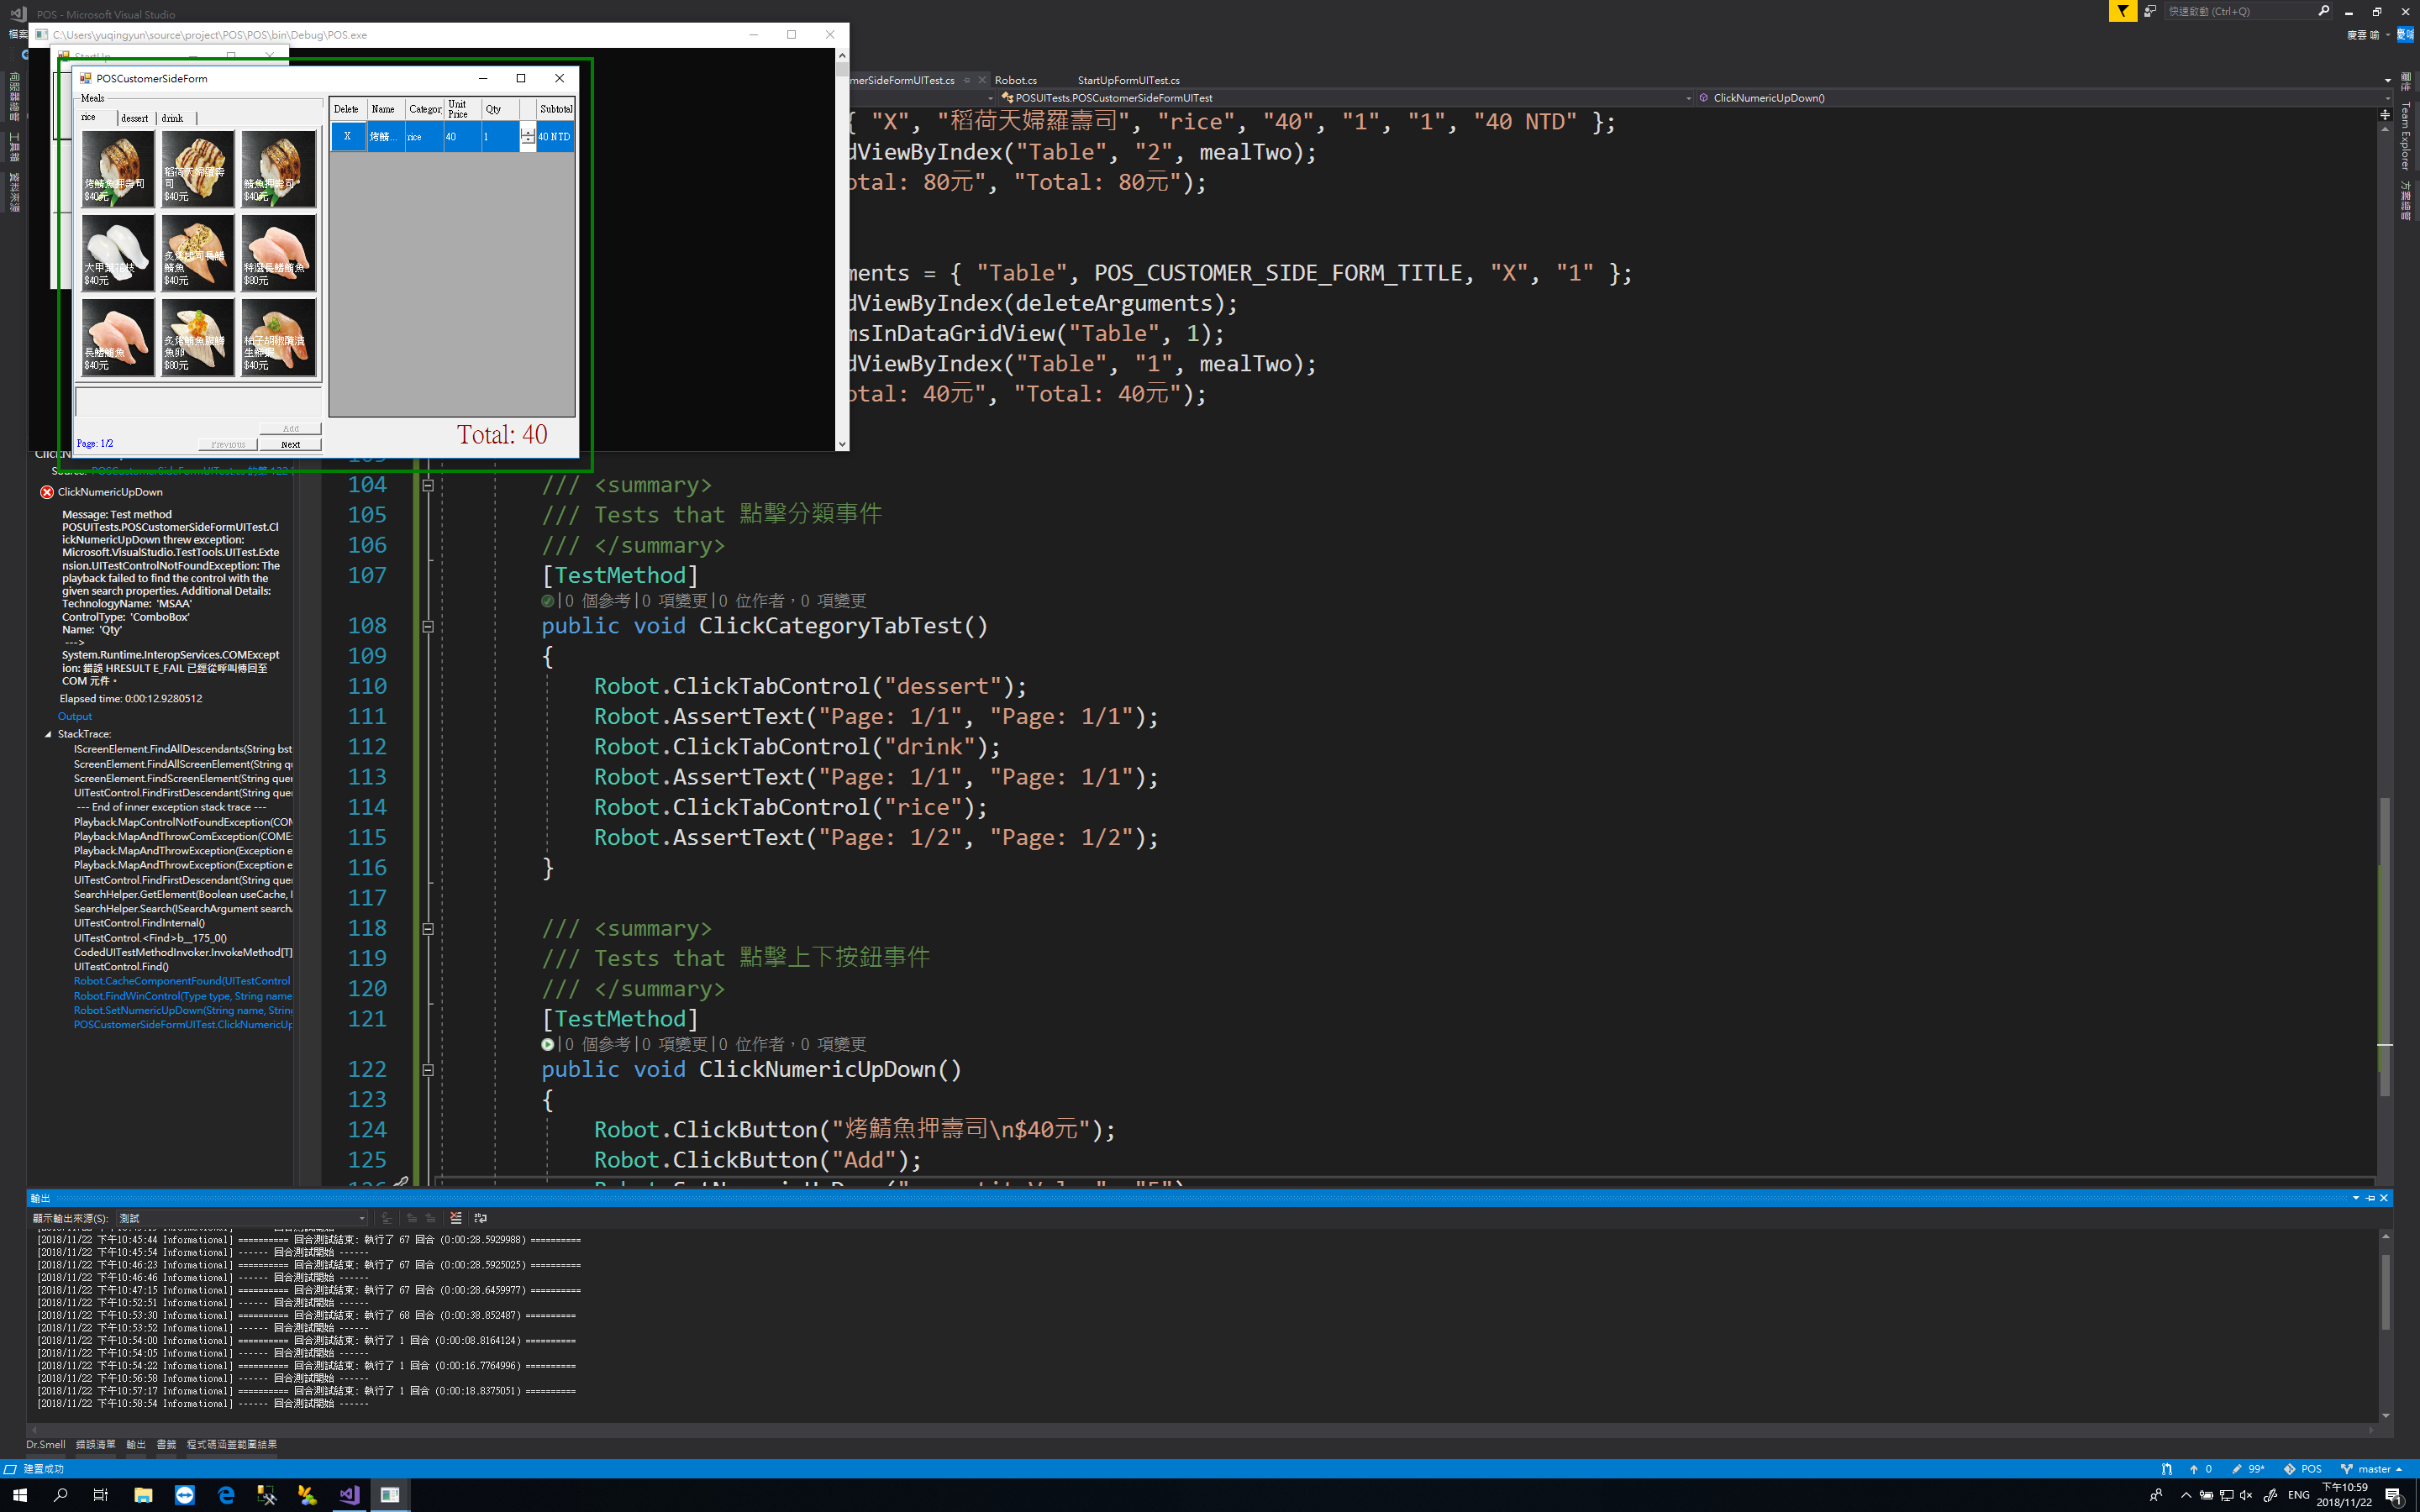 POS - Microsoft Visual Studio
快速啟動 (Ctrl+Q)
檔案
慶雲 喻
C:\Users\yuqingyun\source\project\POS\POS\bin\Debug\POS.exe
StartUp
POSCustomerSideForm
Meals
rice
dessert
drink
烤鯖魚押壽司
$40元
稻荷天婦羅壽司
$40元
鯖魚押壽司
$40元
$40元
$40元
特選長鰭鮪魚
$80元
長鰭鮪魚
$40元
$80元
$40元
Add
Page: 1/2
Previous
Next
Delete
Name
Categor
Unit Price
Qty
Subtotal
X
烤鯖...
rice
40
1
40 NTD
Total: 40
merSideFormUITest.cs
Robot.cs
StartUpFormUITest.cs
POSUITests.POSCustomerSideFormUITest
ClickNumericUpDown()
{ "X", "稻荷天婦羅壽司", "rice", "40", "1", "1", "40 NTD" };
dViewByIndex("Table", "2", mealTwo);
otal: 80元", "Total: 80元");
ments = { "Table", POS_CUSTOMER_SIDE_FORM_TITLE, "X", "1" };
dViewByIndex(deleteArguments);
msInDataGridView("Table", 1);
dViewByIndex("Table", "1", mealTwo);
otal: 40元", "Total: 40元");
104 /// <summary>
105 /// Tests that 點擊分類事件
106 /// </summary>
107 [TestMethod]
0 個參考|0 項變更|0 位作者，0 項變更
108 public void ClickCategoryTabTest()
109 {
110 Robot.ClickTabControl("dessert");
111 Robot.AssertText("Page: 1/1", "Page: 1/1");
112 Robot.ClickTabControl("drink");
113 Robot.AssertText("Page: 1/1", "Page: 1/1");
114 Robot.ClickTabControl("rice");
115 Robot.AssertText("Page: 1/2", "Page: 1/2");
116 }
117
118 /// <summary>
119 /// Tests that 點擊上下按鈕事件
120 /// </summary>
121 [TestMethod]
0 個參考|0 項變更|0 位作者，0 項變更
122 public void ClickNumericUpDown()
123 {
124 Robot.ClickButton("烤鯖魚押壽司\n$40元");
125 Robot.ClickButton("Add");
Source: POSCustomerSideFormUITest.cs 的第 122
ClickNumericUpDown
Message: Test method
POSUITests.POSCustomerSideFormUITest.Cl
ickNumericUpDown threw exception:
Microsoft.VisualStudio.TestTools.UITest.Exte
nsion.UITestControlNotFoundException: The
playback failed to find the control with the
given search properties. Additional Details:
TechnologyName: 'MSAA'
ControlType: 'ComboBox'
Name: 'Qty'
--->
System.Runtime.InteropServices.COMExcept
ion: 錯誤 HRESULT E_FAIL 已經從呼叫傳回至
COM 元件。
Elapsed time: 0:00:12.9280512
Output
StackTrace:
IScreenElement.FindAllDescendants(String bst
ScreenElement.FindAllScreenElement(String qu
ScreenElement.FindScreenElement(String quer
UITestControl.FindFirstDescendant(String quer
--- End of inner exception stack trace ---
Playback.MapControlNotFoundException(COM
Playback.MapAndThrowComException(COMEx
Playback.MapAndThrowException(Exception e
Playback.MapAndThrowException(Exception e
UITestControl.FindFirstDescendant(String quer
SearchHelper.GetElement(Boolean useCache, I
SearchHelper.Search(ISearchArgument search
UITestControl.FindInternal()
UITestControl.<Find>b__175_0()
CodedUITestMethodInvoker.InvokeMethod[T]
UITestControl.Find()
Robot.CacheComponentFound(UITestControl
Robot.FindWinControl(Type type, String name
Robot.SetNumericUpDown(String name, String
POSCustomerSideFormUITest.ClickNumericUp
Team Explorer
輸出
顯示輸出來源(S): 測試
[2018/11/22 下午10:45:44 Informational] ========== 回合測試結束: 執行了 67 回合 (0:00:28.5929988) ==========
[2018/11/22 下午10:45:54 Informational] ------ 回合測試開始 ------
[2018/11/22 下午10:46:23 Informational] ========== 回合測試結束: 執行了 67 回合 (0:00:28.5925025) ==========
[2018/11/22 下午10:46:46 Informational] ------ 回合測試開始 ------
[2018/11/22 下午10:47:15 Informational] ========== 回合測試結束: 執行了 67 回合 (0:00:28.6459977) ==========
[2018/11/22 下午10:52:51 Informational] ------ 回合測試開始 ------
[2018/11/22 下午10:53:30 Informational] ========== 回合測試結束: 執行了 68 回合 (0:00:38.852487) ==========
[2018/11/22 下午10:53:52 Informational] ------ 回合測試開始 ------
[2018/11/22 下午10:54:00 Informational] ========== 回合測試結束: 執行了 1 回合 (0:00:08.8164124) ==========
[2018/11/22 下午10:54:05 Informational] ------ 回合測試開始 ------
[2018/11/22 下午10:54:22 Informational] ========== 回合測試結束: 執行了 1 回合 (0:00:16.7764996) ==========
[2018/11/22 下午10:56:58 Informational] ------ 回合測試開始 ------
[2018/11/22 下午10:57:17 Informational] ========== 回合測試結束: 執行了 1 回合 (0:00:18.8375051) ==========
[2018/11/22 下午10:58:54 Informational] ------ 回合測試開始 ------
Dr.Smell 錯誤清單 輸出 書籤 程式碼涵蓋範圍結果
建置成功
0 99* POS master
ENG
下午10:59
2018/11/22